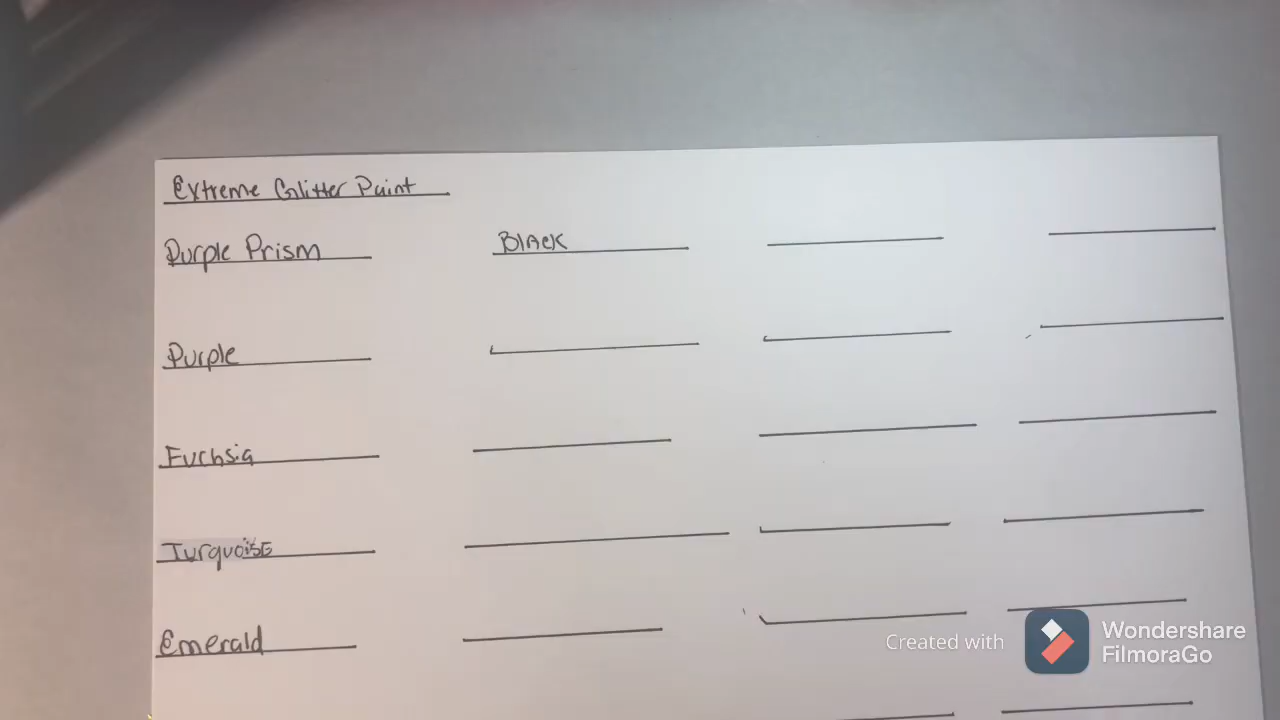 Extreme Glitter Paint
Purple Prism
Black
Purple
Fuchsia
Turquoise
Emerald
Created with
Wondershare
FilmoraGo